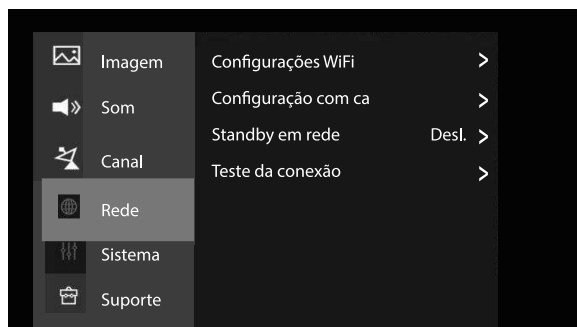 Imagem
Som
Canal
Rede
Sistema
Suporte
Configurações WiFi
Configuração com ca
Standby em rede Desl.
Teste da conexão